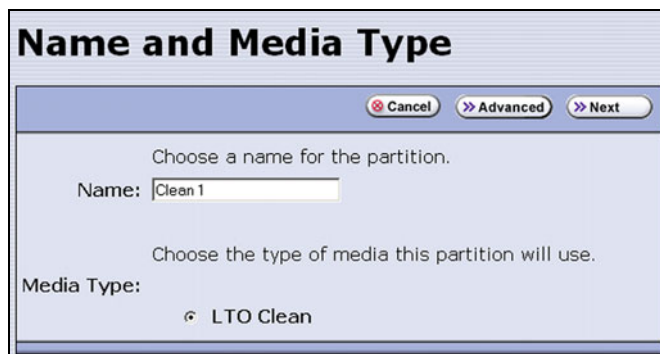 Name and Media Type
Cancel Advanced Next
Choose a name for the partition.
Name: Clean 1
Choose the type of media this partition will use.
Media Type:
LTO Clean